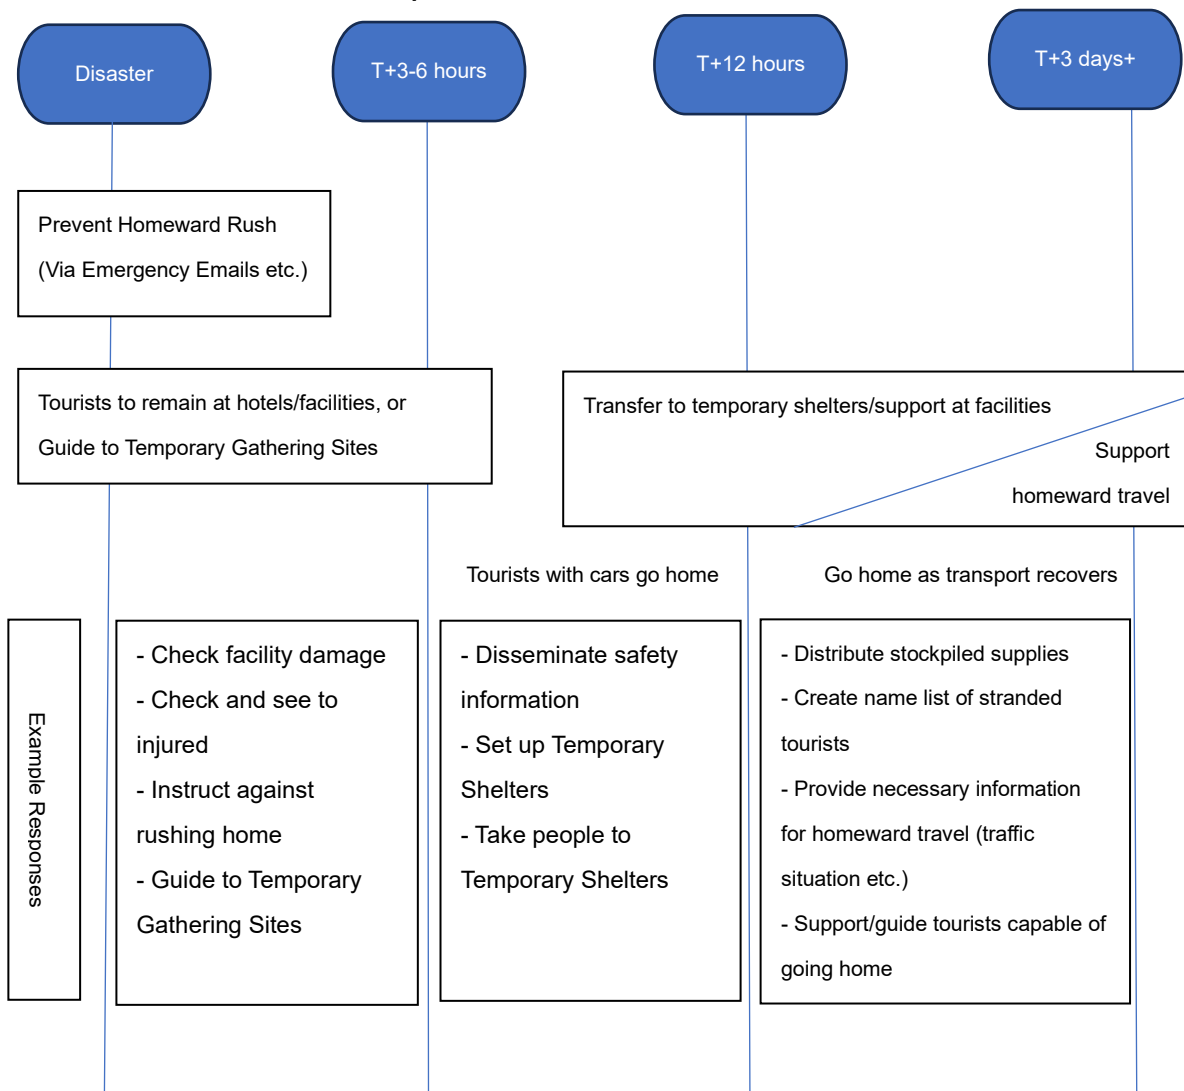 Disaster
T+3-6 hours
T+12 hours
T+3 days+
Prevent Homeward Rush
(Via Emergency Emails etc.)
Tourists to remain at hotels/facilities, or
Guide to Temporary Gathering Sites
Transfer to temporary shelters/support at facilities
Support
homeward travel
Tourists with cars go home
Go home as transport recovers
Example Responses
- Check facility damage
- Check and see to
injured
- Instruct against
rushing home
- Guide to Temporary
Gathering Sites
- Disseminate safety
information
- Set up Temporary
Shelters
- Take people to
Temporary Shelters
- Distribute stockpiled supplies
- Create name list of stranded
tourists
- Provide necessary information
for homeward travel (traffic
situation etc.)
- Support/guide tourists capable of
going home